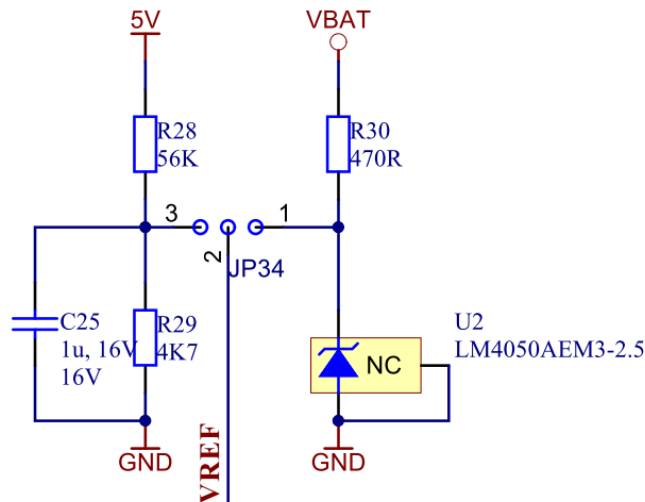 5V
VBAT
R28
56K
R30
470R
3
1
2
JP34
C25
1u, 16V
16V
R29
4K7
U2
LM4050AEM3-2.5
NC
GND
GND
VREF